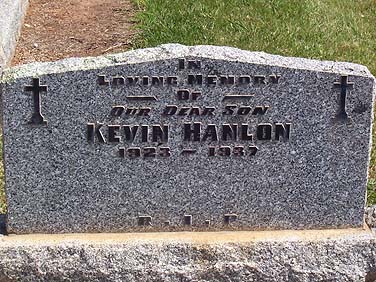 In
Loving Memory
Of
Our Dear Son
KEVIN HANLON
1923 – 1937
R.I.P